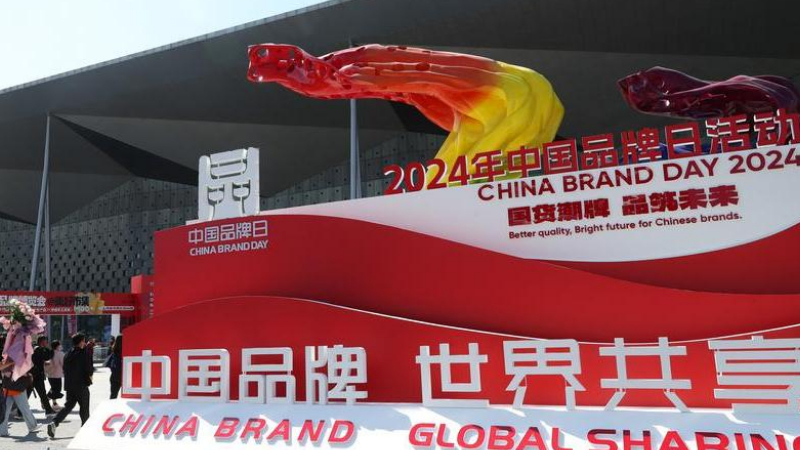 2024年中国品牌日活动
CHINA BRAND DAY 2024
国货潮牌 品筑未来
Better quality, Bright future for Chinese brands.
中国品牌日
CHINA BRAND DAY
中国品牌 世界共享
CHINA BRAND GLOBAL SHARING